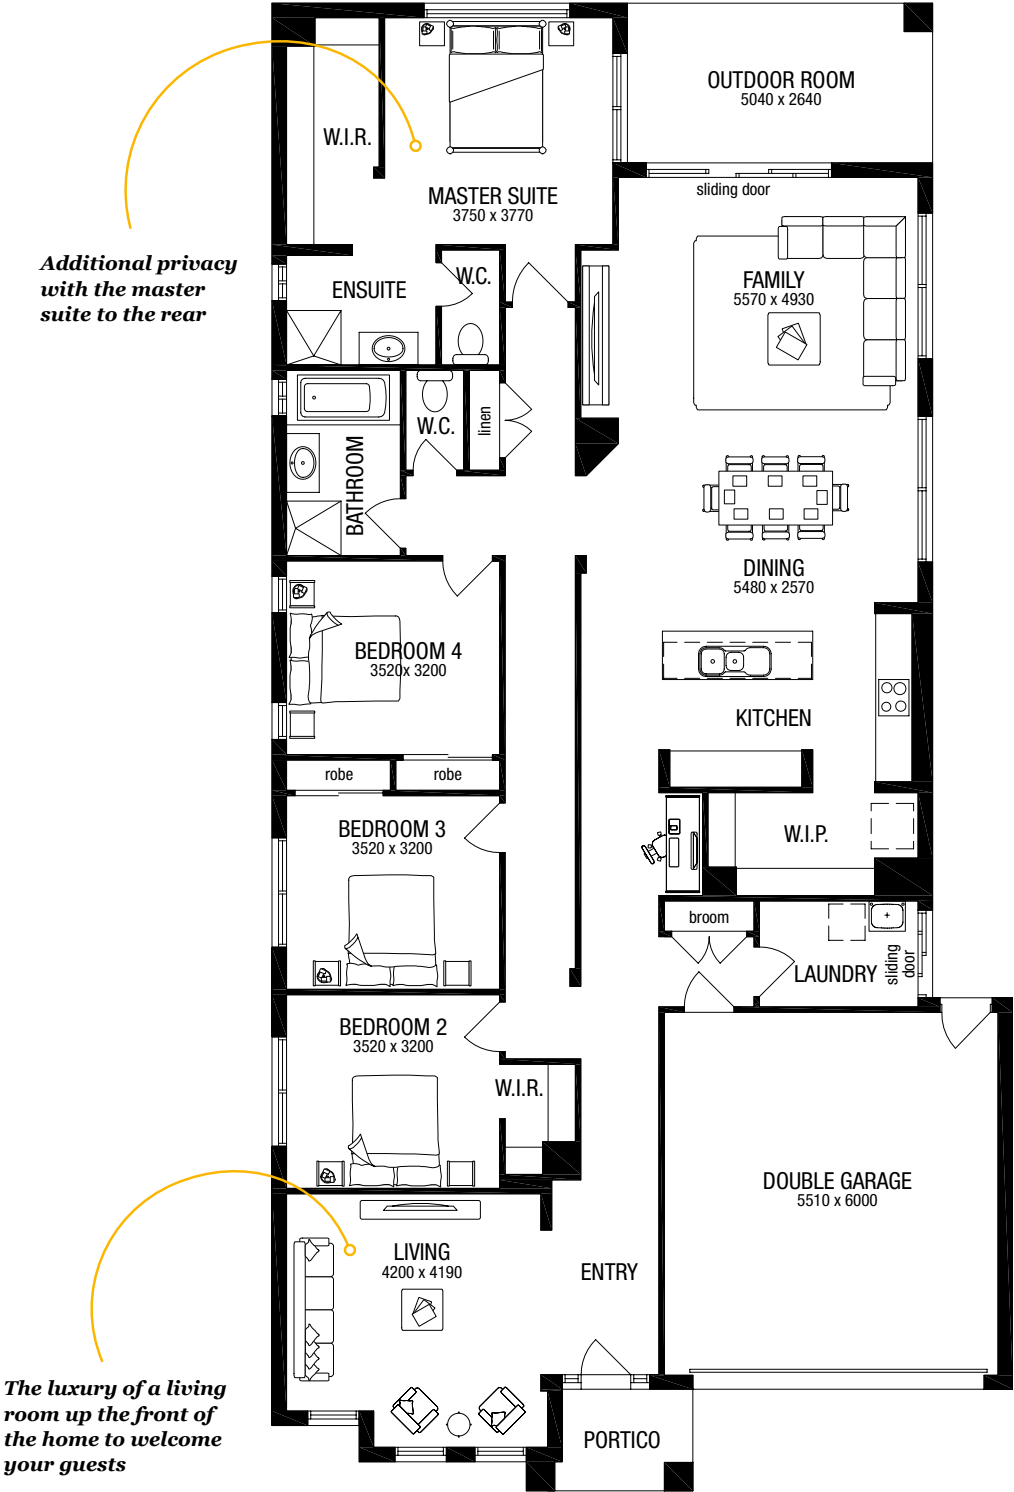 OUTDOOR ROOM
5040 x 2640
W.I.R.
sliding door
MASTER SUITE
3750 x 3770
Additional privacy
with the master
suite to the rear
W.C.
ENSUITE
FAMILY
5570 x 4930
W.C.
linen
BATHROOM
DINING
5480 x 2570
BEDROOM 4
3520x 3200
KITCHEN
robe
robe
BEDROOM 3
3520 x 3200
W.I.P.
broom
LAUNDRY
sliding
door
BEDROOM 2
3520 x 3200
W.I.R.
DOUBLE GARAGE
5510 x 6000
LIVING
4200 x 4190
ENTRY
The luxury of a living
room up the front of
the home to welcome
your guests
PORTICO